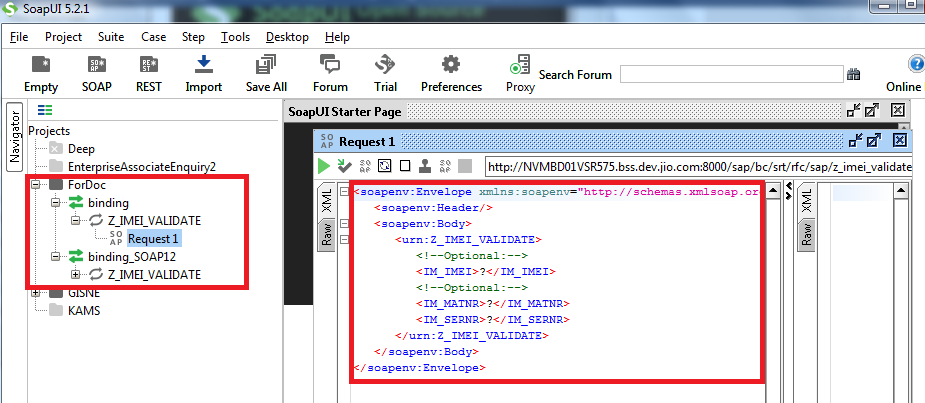 SoapUI 5.2.1
File Project Suite Case Step Tools Desktop Help
Empty SOAP REST Import Save All Forum Trial Preferences Proxy Search Forum Online
Navigator
SoapUI Starter Page
Projects
Request 1
Deep
EnterpriseAssociateEnquiry2
http://NVMBD01VSR575.bss.dev.jio.com:8000/sap/bc/srt/rfc/sap/z_imei_validate
ForDoc
binding
Z_IMEI_VALIDATE
Request 1
binding_SOAP12
Z_IMEI_VALIDATE
GISNE
KAMS
XML
Raw
<soapenv:Envelope xmlns:soapenv="http://schemas.xmlsoap.or
<soapenv:Header/>
<soapenv:Body>
<urn:Z_IMEI_VALIDATE>
<!--Optional:-->
<IM_IMEI>?</IM_IMEI>
<!--Optional:-->
<IM_MATNR>?</IM_MATNR>
<IM_SERNR>?</IM_SERNR>
</urn:Z_IMEI_VALIDATE>
</soapenv:Body>
</soapenv:Envelope>
XML
Raw